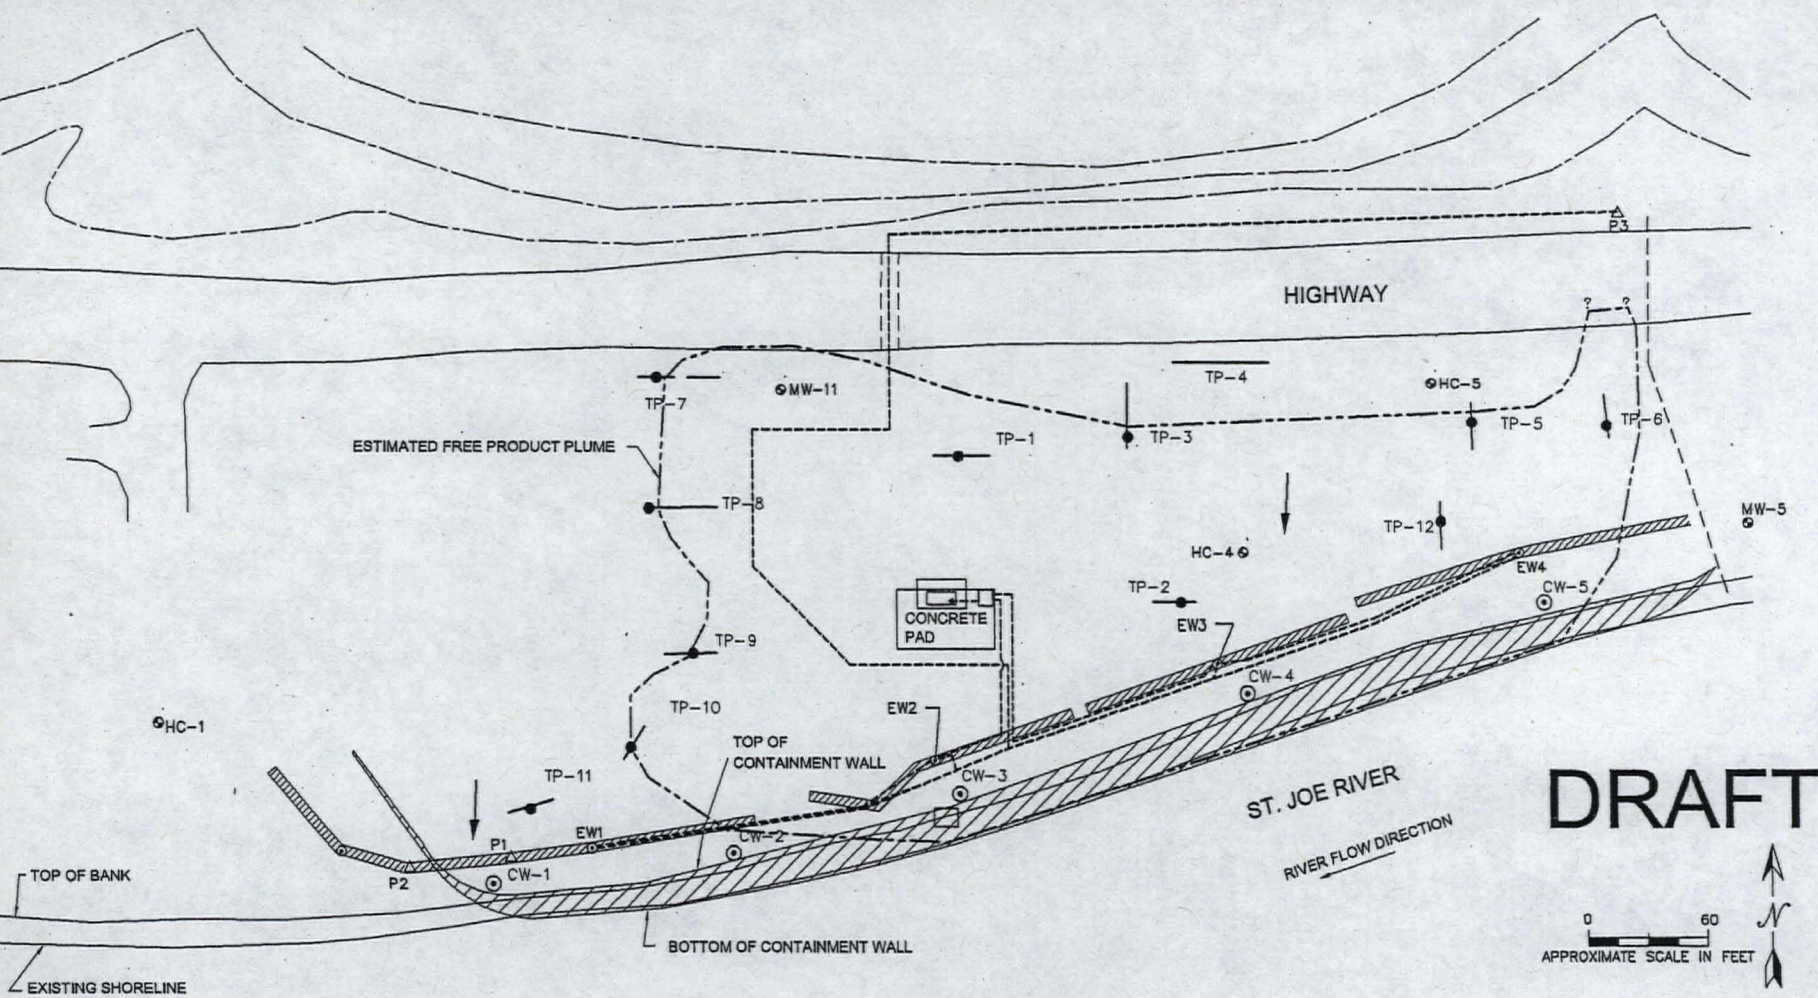 P3
HIGHWAY
?
?
TP-4
HC-5
MW-11
TP-7
TP-1
TP-3
TP-5
TP-6
ESTIMATED FREE PRODUCT PLUME
TP-8
MW-5
TP-12
HC-4
EW4
TP-2
CW-5
CONCRETE
PAD
EW3
TP-9
CW-4
TP-10
EW2
HC-1
TOP OF
CONTAINMENT WALL
TP-11
CW-3
ST. JOE RIVER
DRAFT
EW1
CW-2
P1
RIVER FLOW DIRECTION
P2
CW-1
TOP OF BANK
N
0 60
BOTTOM OF CONTAINMENT WALL
APPROXIMATE SCALE IN FEET
EXISTING SHORELINE